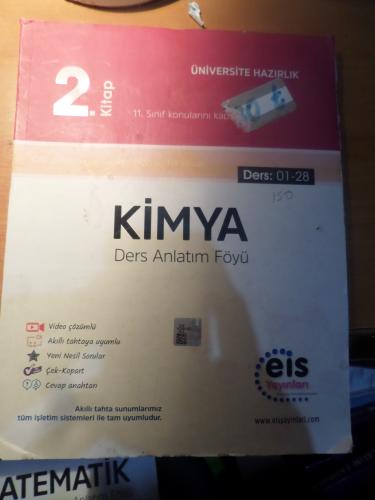 2.
Kitap
ÜNİVERSİTE HAZIRLIK
11. Sınıf konularını
Ders: 01-28
150
KİMYA
Ders Anlatım Föyü
Video çözümlü
Akıllı tahtaya uyumlu
Yeni Nesil Sorular
Çek-Kopart
Cevap anahtarı
Akıllı tahta sunumlarımız
tüm işletim sistemleri ile tam uyumludur.
eis
Yayınları
www.eisyayinlari.com
ATEMATİK